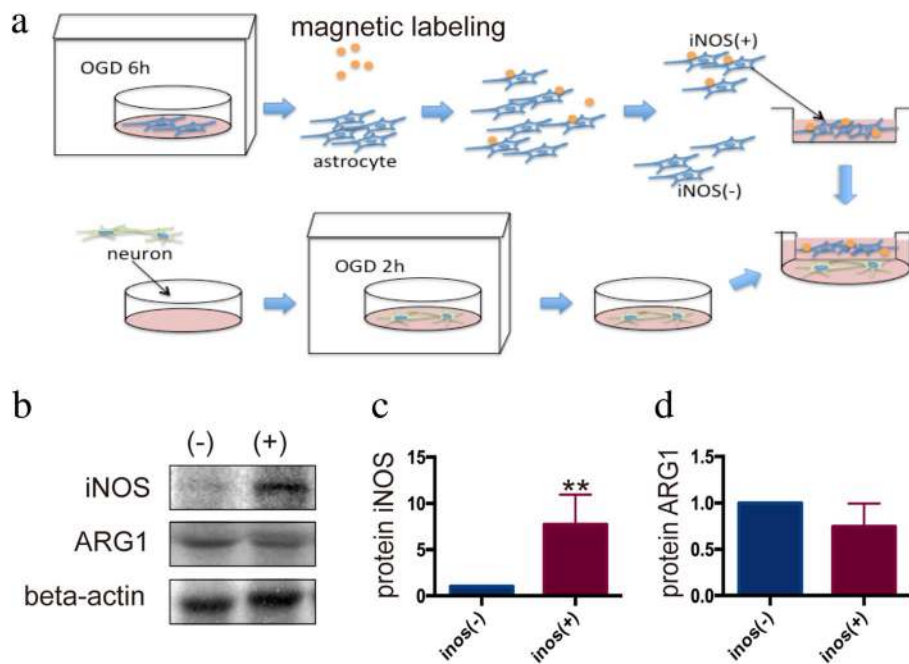 a
magnetic labeling
OGD 6h
iNOS(+)
astrocyte
iNOS(-)
neuron
OGD 2h
b
(-) (+)
iNOS
ARG1
beta-actin
c
protein iNOS
15
10
5
0
**
inos(-)
inos(+)
d
protein ARG1
1.5
1.0
0.5
0.0
inos(-)
inos(+)